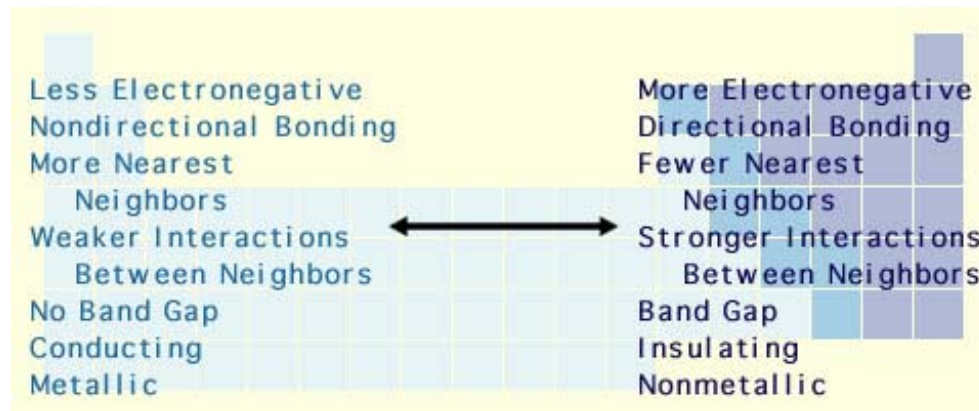 Less Electronegative
Nondirectional Bonding
More Nearest
Neighbors
Weaker Interactions
Between Neighbors
No Band Gap
Conducting
Metallic
More Electronegative
Directional Bonding
Fewer Nearest
Neighbors
Stronger Interactions
Between Neighbors
Band Gap
Insulating
Nonmetallic